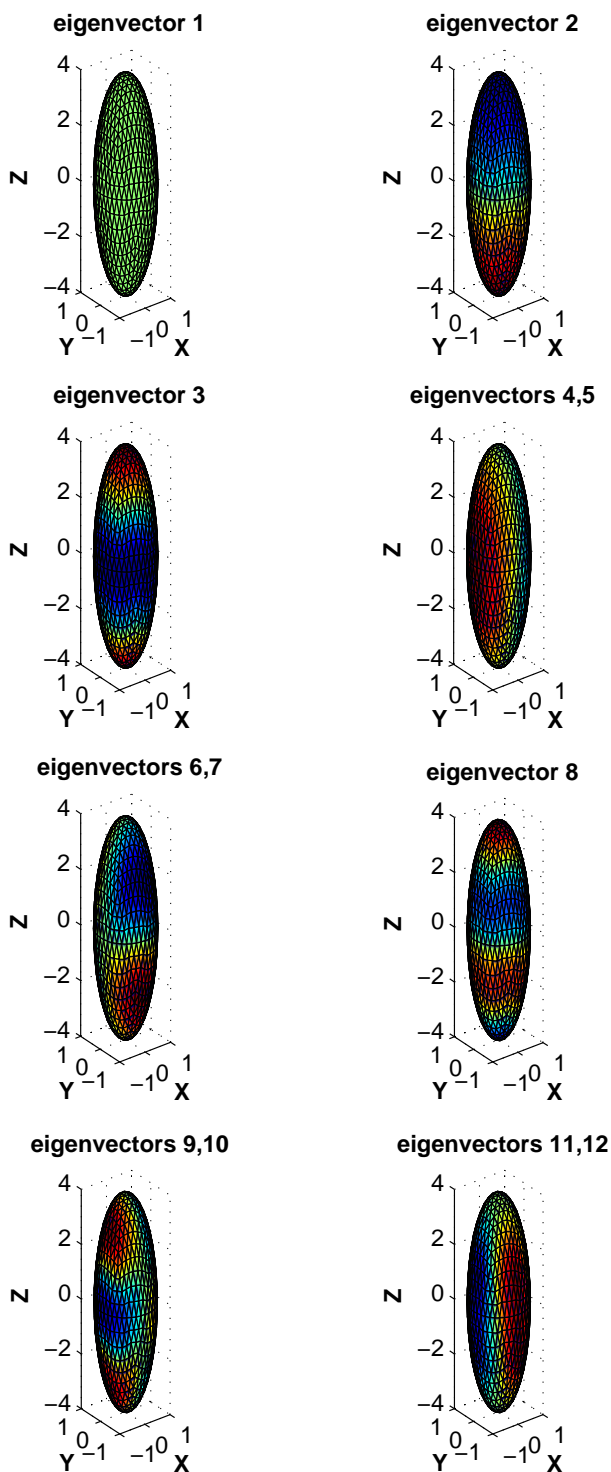 eigenvector 1
4
2
0
−2
−4
Z
1
0
−1
Y
−1
0
1
X
eigenvector 2
4
2
0
−2
−4
Z
1
0
−1
Y
−1
0
1
X
eigenvector 3
4
2
0
−2
−4
Z
1
0
−1
Y
−1
0
1
X
eigenvectors 4,5
4
2
0
−2
−4
Z
1
0
−1
Y
−1
0
1
X
eigenvectors 6,7
4
2
0
−2
−4
Z
1
0
−1
Y
−1
0
1
X
eigenvector 8
4
2
0
−2
−4
Z
1
0
−1
Y
−1
0
1
X
eigenvectors 9,10
4
2
0
−2
−4
Z
1
0
−1
Y
−1
0
1
X
eigenvectors 11,12
4
2
0
−2
−4
Z
1
0
−1
Y
−1
0
1
X